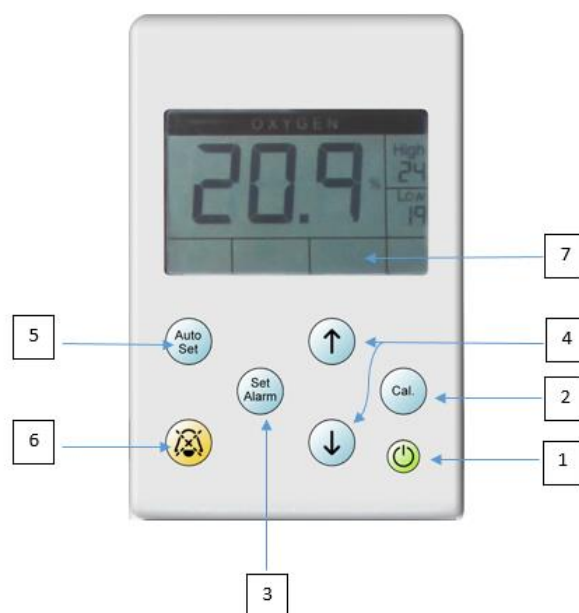 OXYGEN
20.9 %
High
24
Low
19
7
5
Auto
Set
4
Set
Alarm
Cal.
2
6
1
3